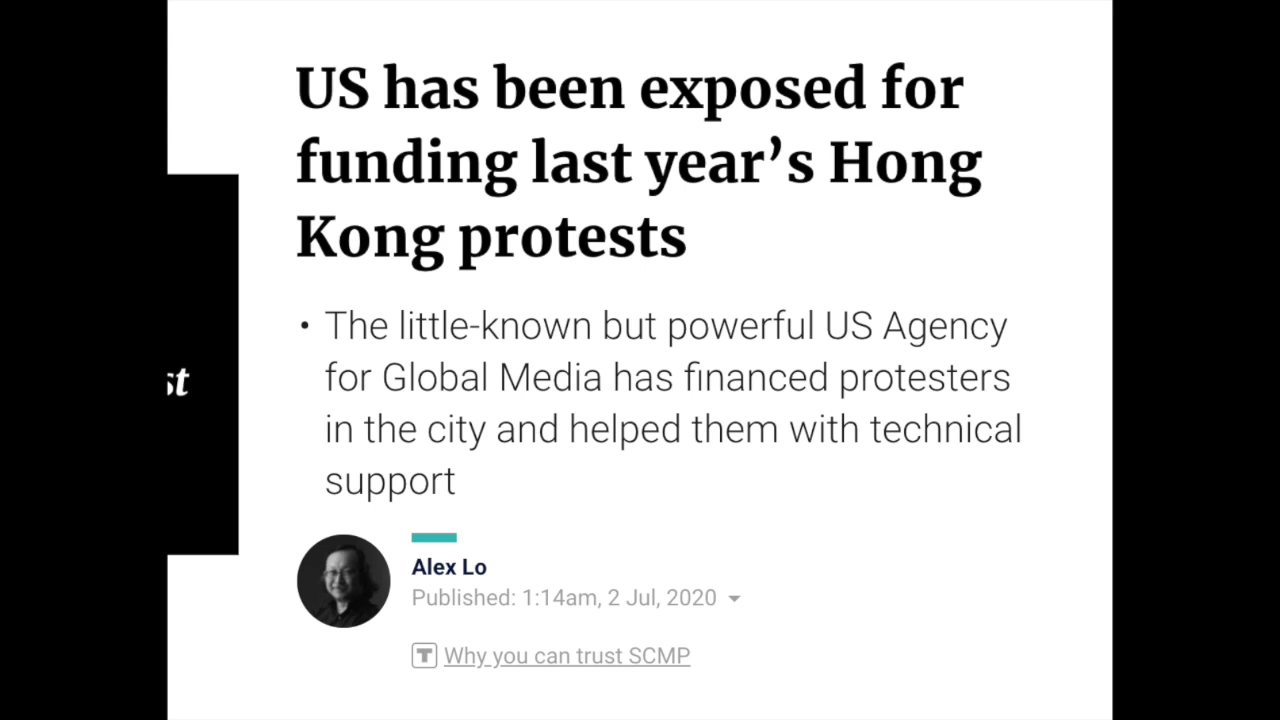 US has been exposed for
funding last year's Hong
Kong protests
• The little-known but powerful US Agency
for Global Media has financed protesters
in the city and helped them with technical
support
st
Alex Lo
Published: 1:14am, 2 Jul, 2020
T Why you can trust SCMP